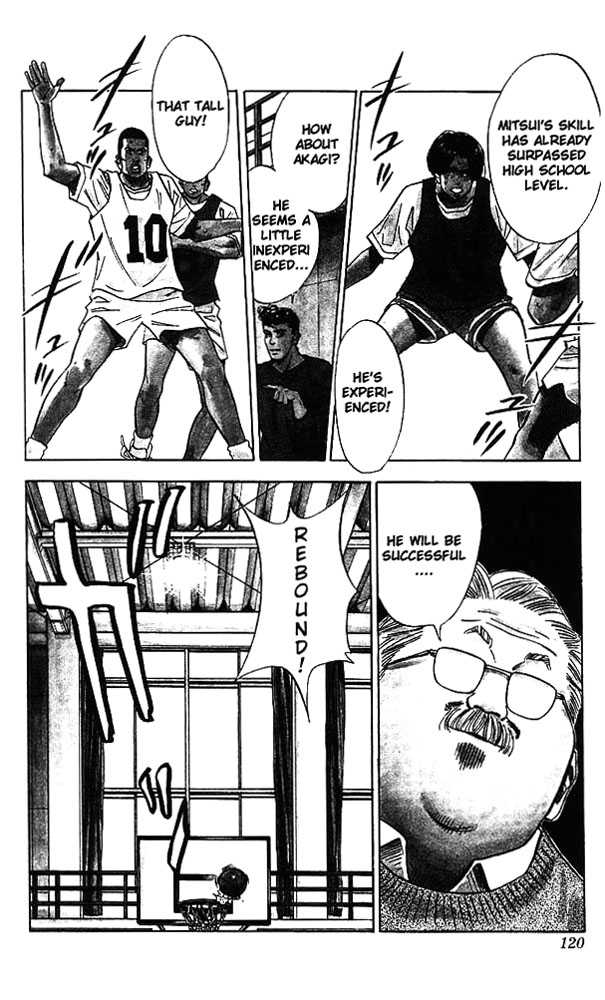 MITSUI'S SKILL
HAS ALREADY
SURPASSED
HIGH SCHOOL
LEVEL.
HE'S
EXPERI-
ENCED!
HOW
ABOUT
AKAGI?
HE
SEEMS A
LITTLE
INEXPERI
ENCED...
THAT TALL
GUY!
10
HE WILL BE
SUCCESSFUL
....
REBOUND!
ガ
120